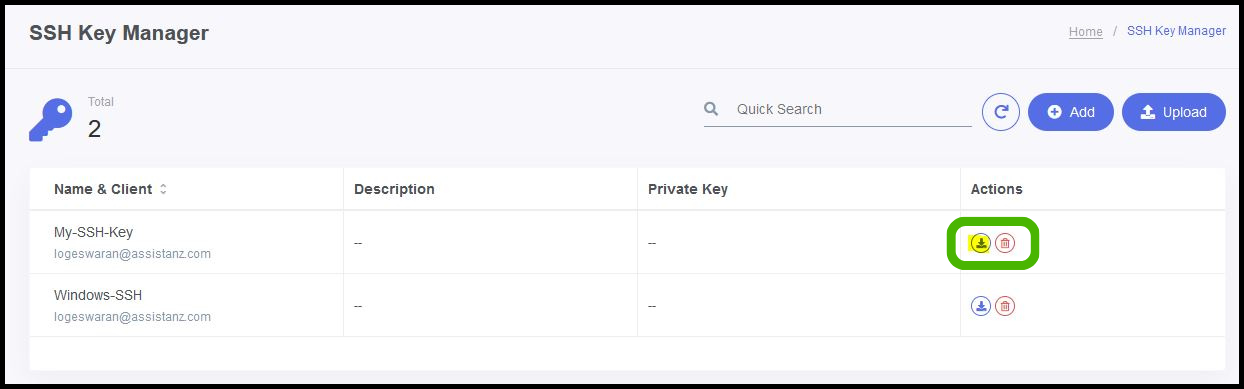 SSH Key Manager
Home / SSH Key Manager
Total
2
Quick Search
Add
Upload
Name & Client
Description
Private Key
Actions
My-SSH-Key
logeswaran@assistanz.com
--
--
Windows-SSH
logeswaran@assistanz.com
--
--